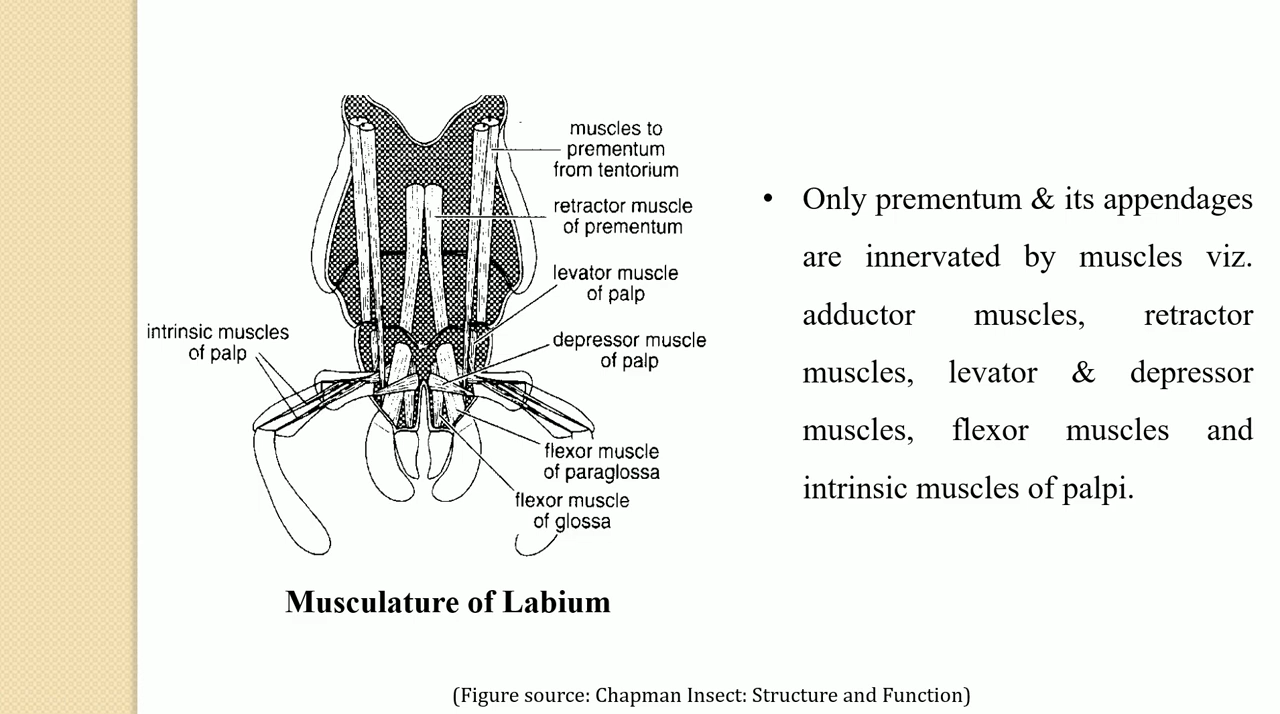 muscles to
prementum
from tentorium
retractor muscle
of prementum
levator muscle
of palp
intrinsic muscles
of palp
depressor muscle
of palp
flexor muscle
of paraglossa
flexor muscle
of glossa
Musculature of Labium
• Only prementum & its appendages
are innervated by muscles viz.
adductor muscles, retractor
muscles, levator & depressor
muscles, flexor muscles and
intrinsic muscles of palpi.
(Figure source: Chapman Insect: Structure and Function)